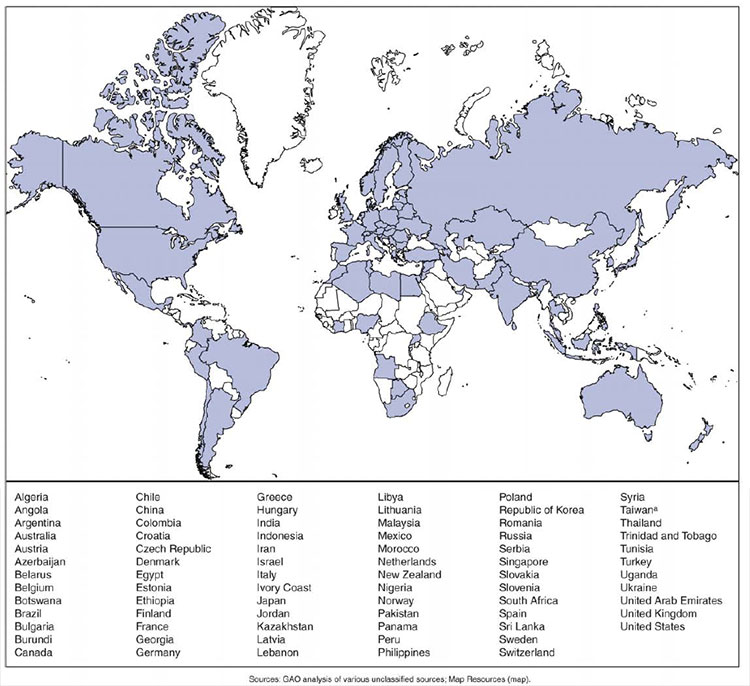 Algeria
Angola
Argentina
Australia
Austria
Azerbaijan
Belarus
Belgium
Botswana
Brazil
Bulgaria
Burundi
Canada
Chile
China
Colombia
Croatia
Czech Republic
Denmark
Egypt
Estonia
Ethiopia
Finland
France
Georgia
Germany
Greece
Hungary
India
Indonesia
Iran
Israel
Italy
Ivory Coast
Japan
Jordan
Kazakhstan
Latvia
Lebanon
Libya
Lithuania
Malaysia
Mexico
Morocco
Netherlands
New Zealand
Nigeria
Norway
Pakistan
Panama
Peru
Philippines
Poland
Republic of Korea
Romania
Russia
Serbia
Singapore
Slovakia
Slovenia
South Africa
Spain
Sri Lanka
Sweden
Switzerland
Syria
Taiwanᵃ
Thailand
Trinidad and Tobago
Tunisia
Turkey
Uganda
Ukraine
United Arab Emirates
United Kingdom
United States
Sources: GAO analysis of various unclassified sources; Map Resources (map).